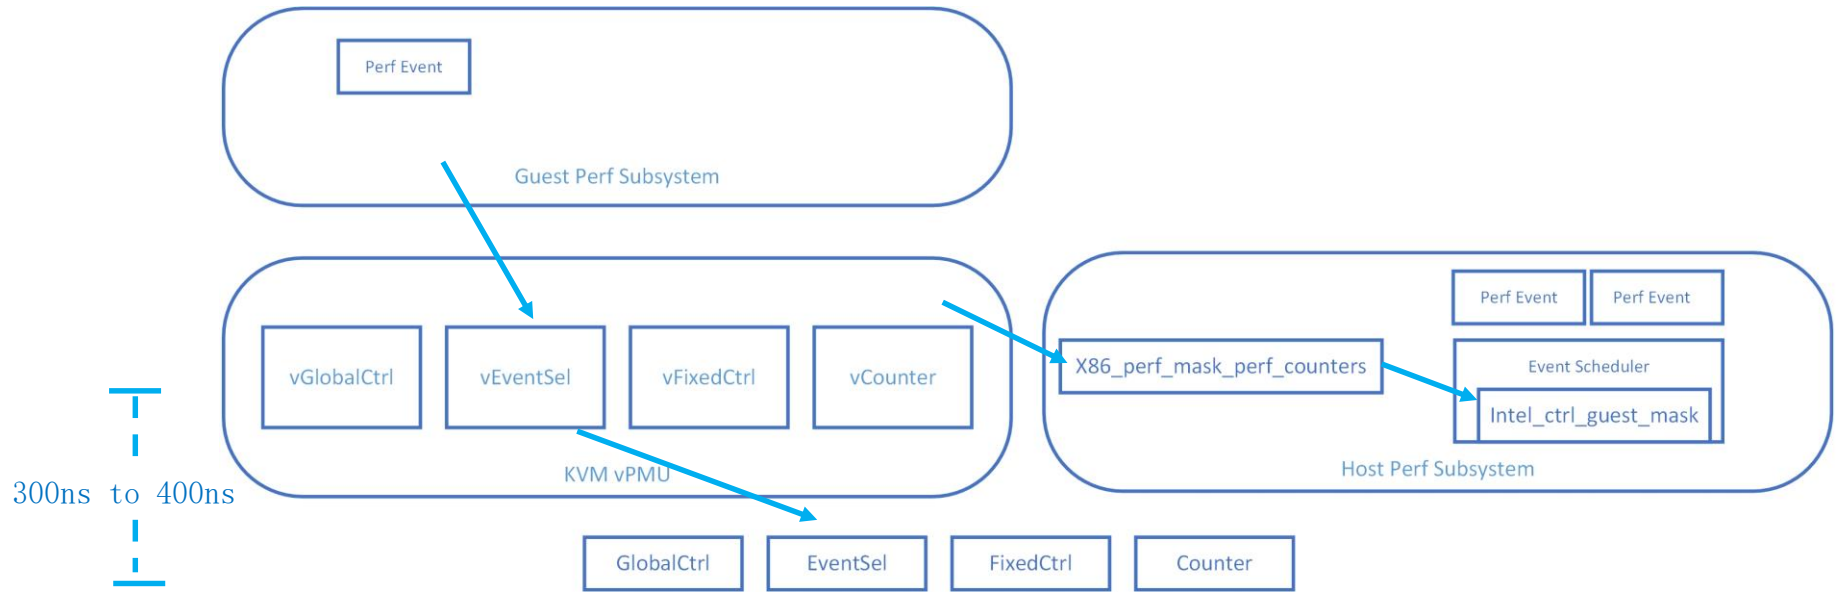 Perf Event
Guest Perf Subsystem
Perf Event
Perf Event
vGlobalCtrl
vEventSel
vFixedCtrl
vCounter
X86_perf_mask_perf_counters
Event Scheduler
Intel_ctrl_guest_mask
KVM vPMU
Host Perf Subsystem
300ns to 400ns
GlobalCtrl
EventSel
FixedCtrl
Counter